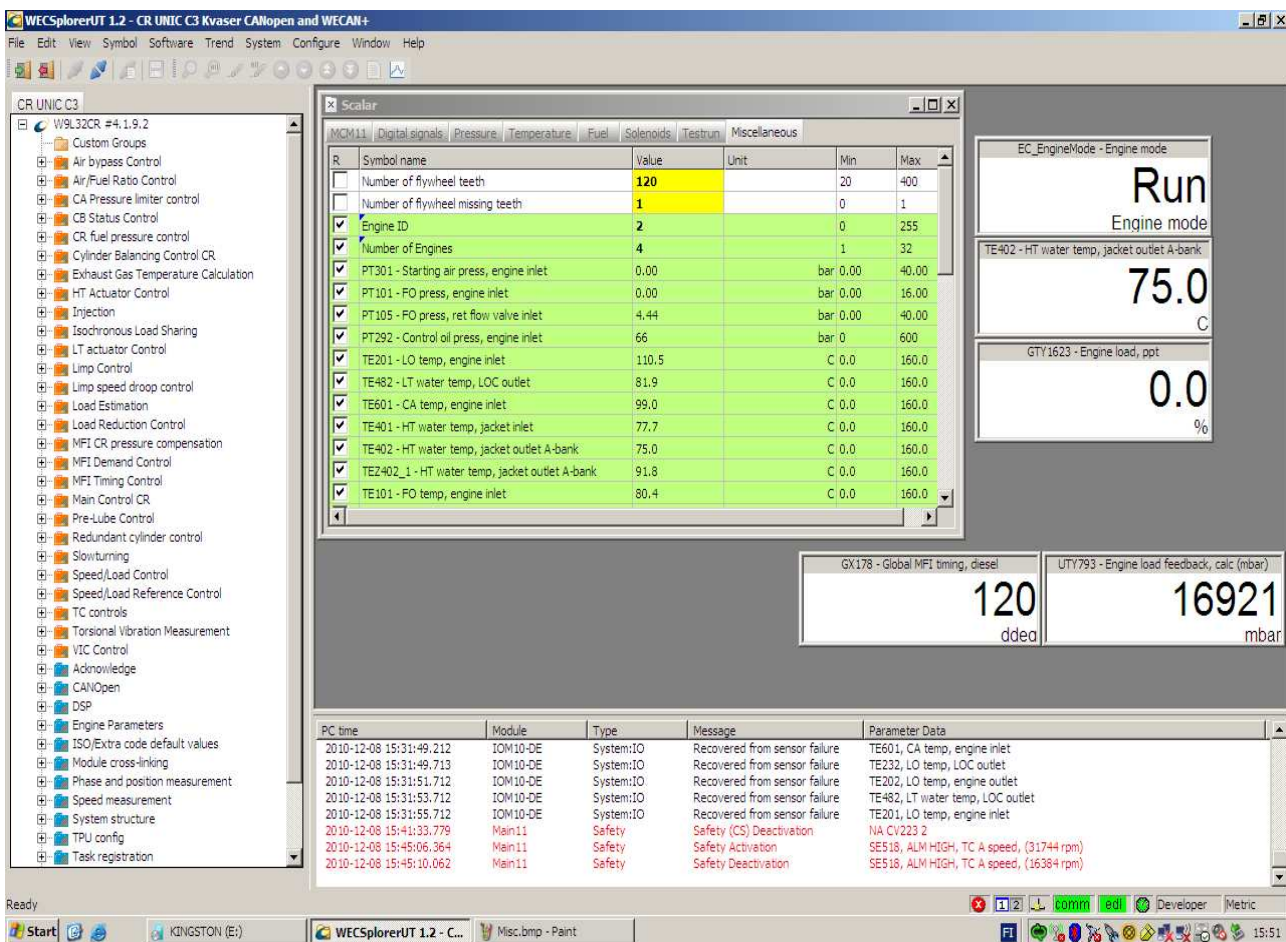 WECSplorerUT 1.2 - CR UNIC C3 Kvaser CANopen and WECAN+
File Edit View Symbol Software Trend System Configure Window Help
CR UNIC C3
W9L32CR #4.1.9.2
Custom Groups
Air bypass Control
Air/Fuel Ratio Control
CA Pressure limiter control
CB Status Control
CR fuel pressure control
Cylinder Balancing Control CR
Exhaust Gas Temperature Calculation
HT Actuator Control
Injection
Isochronous Load Sharing
LT actuator Control
Limp Control
Limp speed droop control
Load Estimation
Load Reduction Control
MFI CR pressure compensation
MFI Demand Control
MFI Timing Control
Main Control CR
Pre-Lube Control
Redundant cylinder control
Slowturning
Speed/Load Control
Speed/Load Reference Control
TC controls
Torsional Vibration Measurement
VIC Control
Acknowledge
CANOpen
DSP
Engine Parameters
ISO/Extra code default values
Module cross-linking
Phase and position measurement
Speed measurement
System structure
TPU config
Task registration
Scalar
MCM11 Digital signals Pressure Temperature Fuel Solenoids Testrun Miscellaneous
R Symbol name Value Unit Min Max
Number of flywheel teeth 120 20 400
Number of flywheel missing teeth 1 0 1
Engine ID 2 0 255
Number of Engines 4 1 32
PT301 - Starting air press, engine inlet 0.00 bar 0.00 40.00
PT101 - FO press, engine inlet 0.00 bar 0.00 16.00
PT105 - FO press, ret flow valve inlet 4.44 bar 0.00 40.00
PT292 - Control oil press, engine inlet 66 bar 0 600
TE201 - LO temp, engine inlet 110.5 C 0.0 160.0
TE482 - LT water temp, LOC outlet 81.9 C 0.0 160.0
TE601 - CA temp, engine inlet 99.0 C 0.0 160.0
TE401 - HT water temp, jacket inlet 77.7 C 0.0 160.0
TE402 - HT water temp, jacket outlet A-bank 75.0 C 0.0 160.0
TEZ402_1 - HT water temp, jacket outlet A-bank 91.8 C 0.0 160.0
TE101 - FO temp, engine inlet 80.4 C 0.0 160.0
EC_EngineMode - Engine mode
Run
Engine mode
TE402 - HT water temp, jacket outlet A-bank
75.0
C
GTY1623 - Engine load, ppt
0.0
%
GX178 - Global MFI timing, diesel
120
ddeg
UTY793 - Engine load feedback, calc (mbar)
16921
mbar
PC time Module Type Message Parameter Data
2010-12-08 15:31:49.212 IOM10-DE System:IO Recovered from sensor failure TE601, CA temp, engine inlet
2010-12-08 15:31:49.713 IOM10-DE System:IO Recovered from sensor failure TE232, LO temp, LOC outlet
2010-12-08 15:31:51.712 IOM10-DE System:IO Recovered from sensor failure TE202, LO temp, engine outlet
2010-12-08 15:31:53.712 IOM10-DE System:IO Recovered from sensor failure TE482, LT water temp, LOC outlet
2010-12-08 15:31:55.712 IOM10-DE System:IO Recovered from sensor failure TE201, LO temp, engine inlet
2010-12-08 15:41:33.779 Main11 Safety Safety (CS) Deactivation NA CV223 2
2010-12-08 15:45:06.364 Main11 Safety Safety Activation SE518, ALM HIGH, TC A speed, (31744 rpm)
2010-12-08 15:45:10.062 Main11 Safety Safety Deactivation SE518, ALM HIGH, TC A speed, (16384 rpm)
Ready 1 2 comm edi Developer Metric
Start KINGSTON (E:) WECSplorerUT 1.2 - C... Misc.bmp - Paint FI 15:51